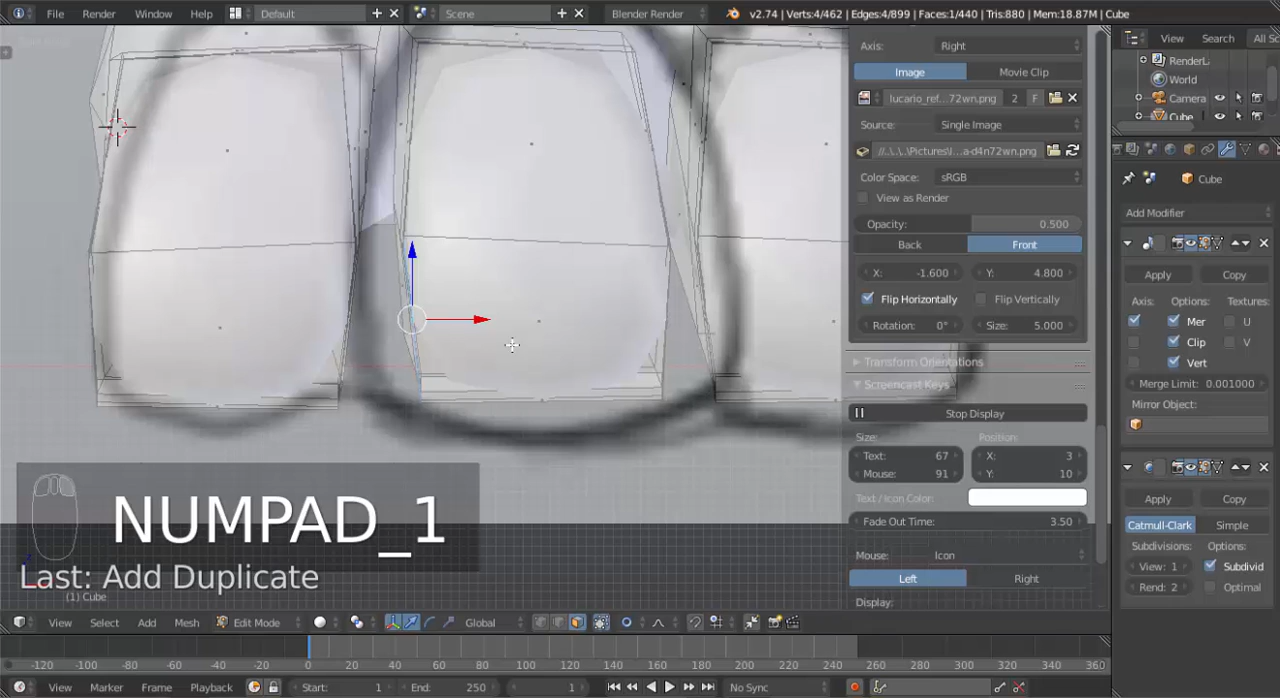 File Render Window Help Default Scene Blender Render v2.74 | Verts:4/462 | Edges:4/899 | Faces:1/440 | Tris:880 | Mem:18.87M | Cube
View Search All Sc
RenderL
World
Camera
Cube
Axis: Right
Image Movie Clip
lucario_ref...72wn.png 2 F
Source: Single Image
//..\..\..\Pictures\l...a-d4n72wn.png
Color Space: sRGB
View as Render
Opacity: 0.500
Back Front
X: -1.600 Y: 4.800
Flip Horizontally Flip Vertically
Rotation: 0° Size: 5.000
Transform Orientations
Screencast Keys
Stop Display
Size: Position:
Text: 67 X: 3
Mouse: 91 Y: 10
Text / Icon Color:
Fade Out Time: 3.50
Mouse: Icon
Left Right
Display:
Cube
Add Modifier
Apply Copy
Axis: Options: Textures:
Mer U
Clip V
Vert
Merge Limit: 0.001000
Mirror Object:
Apply Copy
Catmull-Clark Simple
Subdivisions: Options:
View: 1 Subdivid
Rend: 2 Optimal
NUMPAD_1
Last: Add Duplicate
(1) Cube
View Select Add Mesh Edit Mode Global
-120 -100 -80 -60 -40 -20 0 20 40 60 80 100 120 140 160 180 200 220 240 260 280 300 320 340 360
View Marker Frame Playback Start: 1 End: 250 1 No Sync